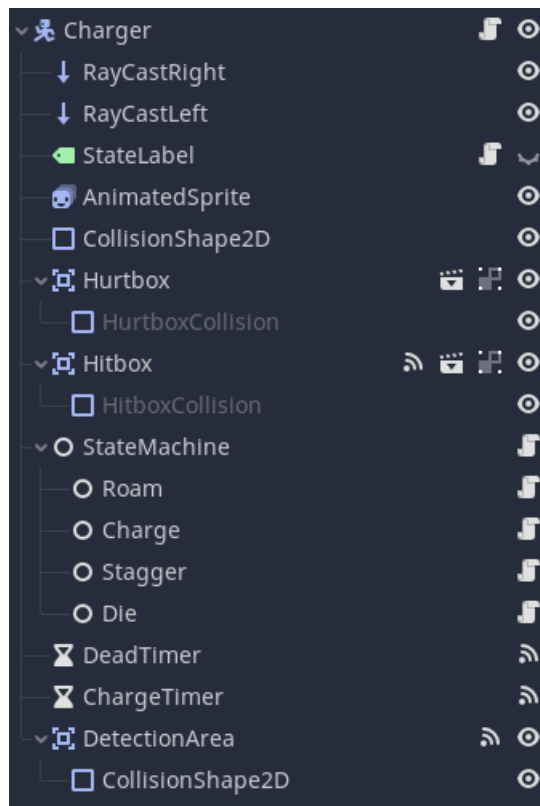 Charger
RayCastRight
RayCastLeft
StateLabel
AnimatedSprite
CollisionShape2D
Hurtbox
HurtboxCollision
Hitbox
HitboxCollision
StateMachine
Roam
Charge
Stagger
Die
DeadTimer
ChargeTimer
DetectionArea
CollisionShape2D